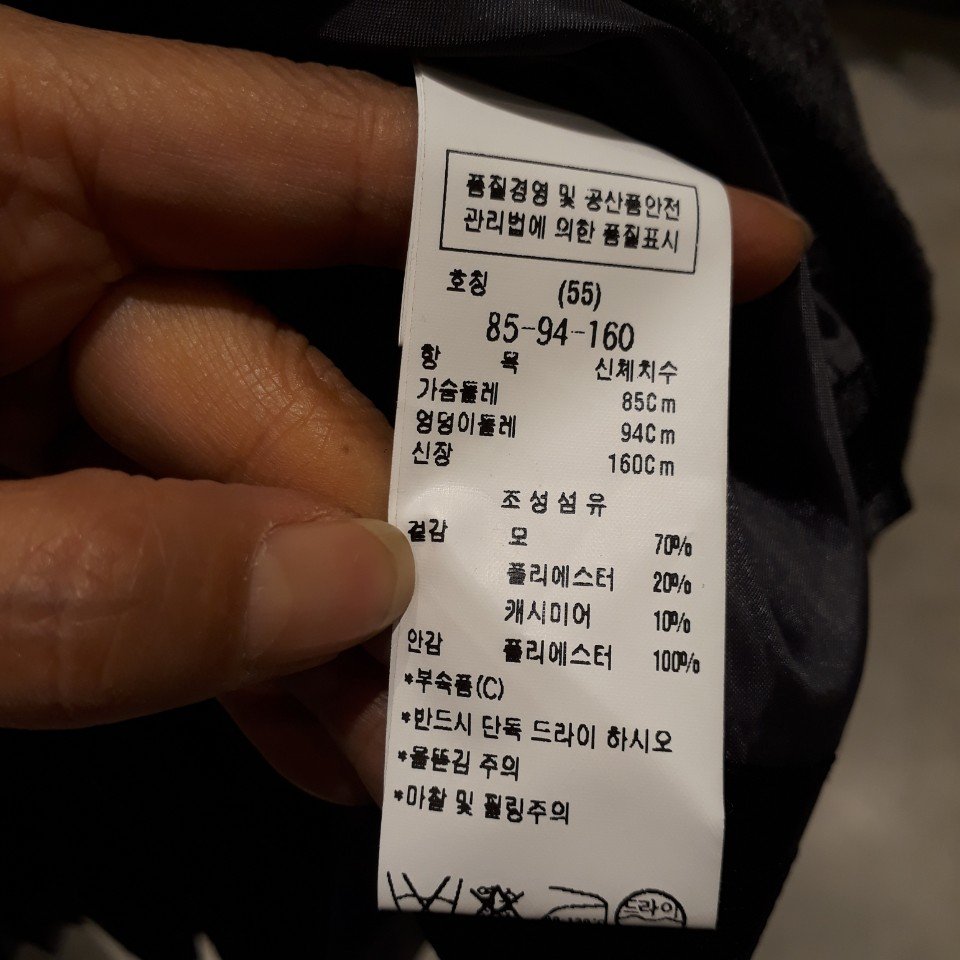 품질경영 및 공산품안전
관리법에 의한 품질표시
호칭 (55)
85-94-160
항 목 신체치수
가슴둘레 85Cm
엉덩이둘레 94Cm
신장 160Cm
조성섬유
겉감 모 70%
폴리에스터 20%
캐시미어 10%
안감 폴리에스터 100%
*부속품(C)
*반드시 단독 드라이 하시오
*물뜯김 주의
*마찰 및 필링주의
드라이